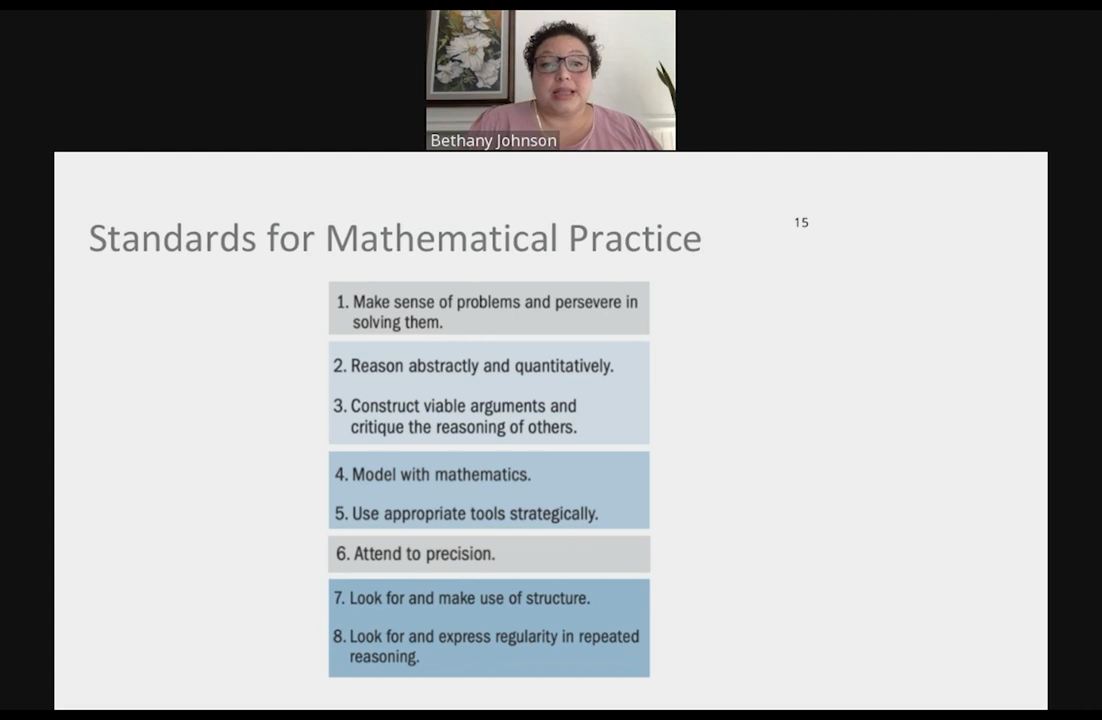 Bethany Johnson
Standards for Mathematical Practice
15
1. Make sense of problems and persevere in
solving them.
2. Reason abstractly and quantitatively.
3. Construct viable arguments and
critique the reasoning of others.
4. Model with mathematics.
5. Use appropriate tools strategically.
6. Attend to precision.
7. Look for and make use of structure.
8. Look for and express regularity in repeated
reasoning.